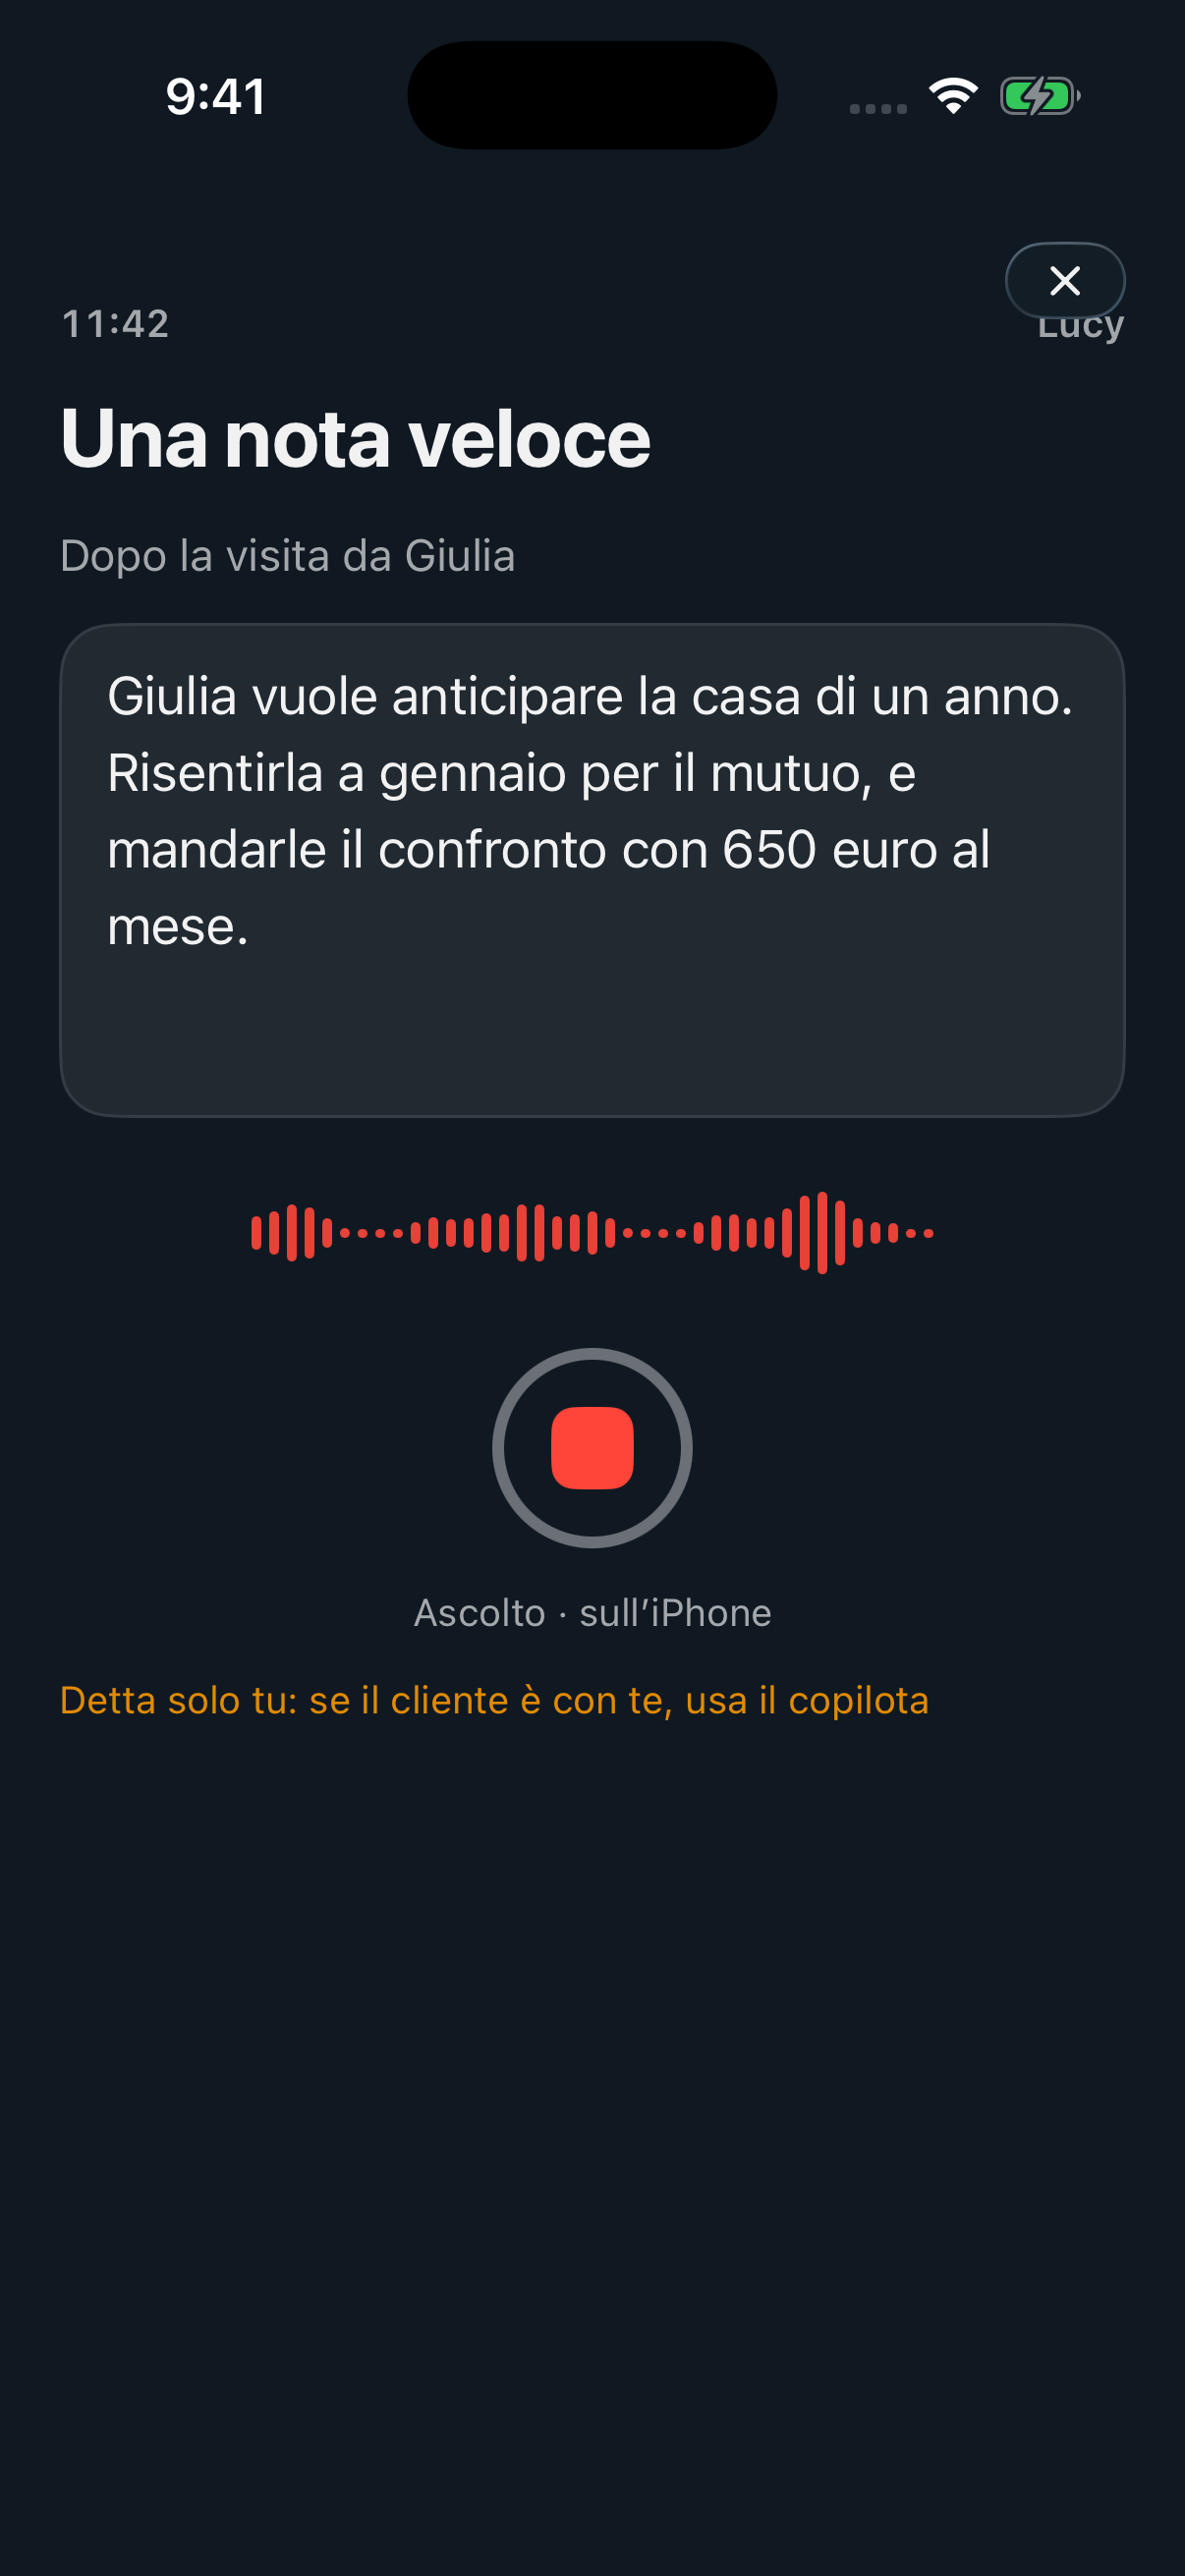 9:41
11:42
Lucy
Una nota veloce
Dopo la visita da Giulia
Giulia vuole anticipare la casa di un anno.
Risentirla a gennaio per il mutuo, e
mandarle il confronto con 650 euro al
mese.
Ascolto · sull’iPhone
Detta solo tu: se il cliente è con te, usa il copilota